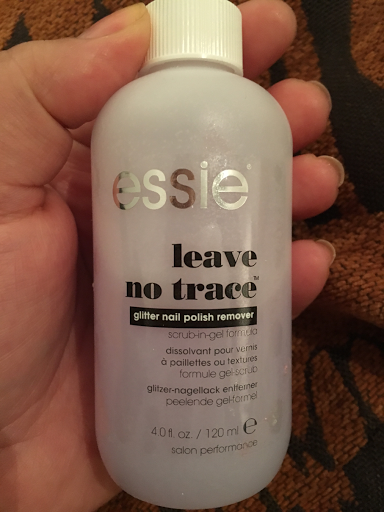 essie®
leave
no trace™
glitter nail polish remover
scrub-in-gel formula
dissolvant pour vernis
à paillettes ou textures
formule gel-scrub
glitzer-nagellack entferner
peelende gel-formel
4.0 fl. oz. / 120 ml ℮
salon performance